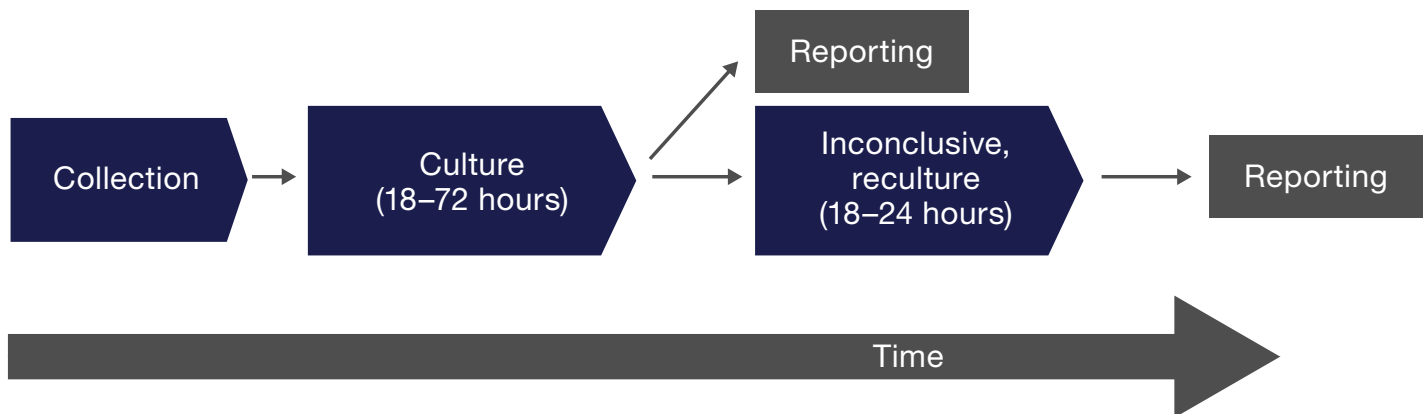 Reporting
Collection
Culture
(18–72 hours)
Inconclusive,
reculture
(18–24 hours)
Reporting
Time